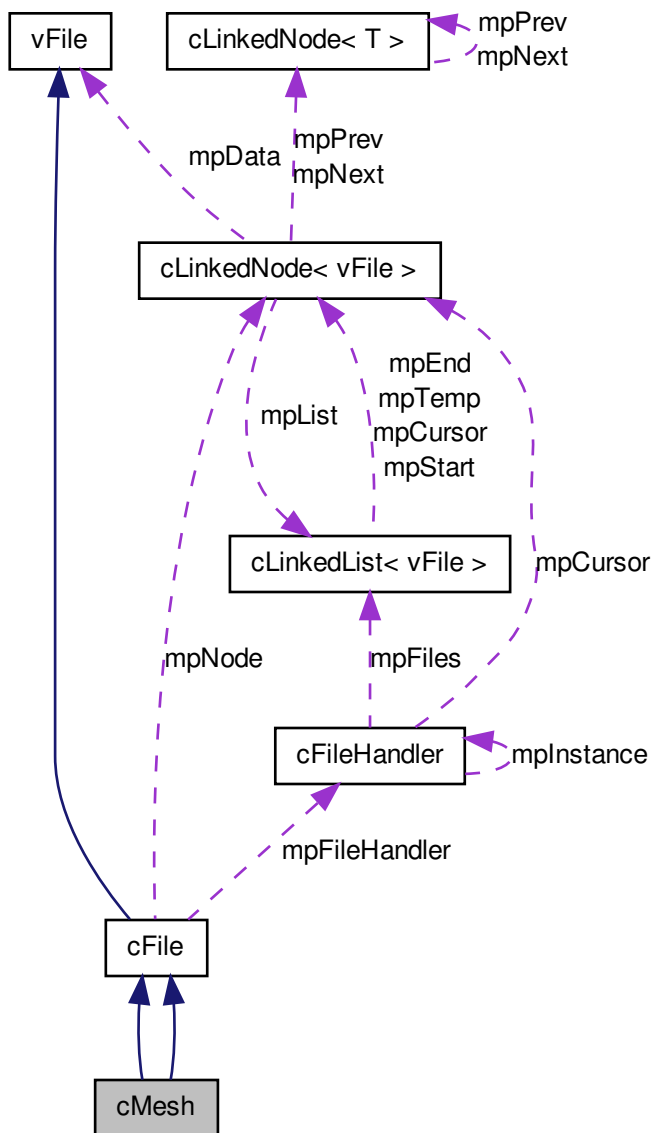 vFile
cLinkedNode< T >
mpPrev
mpNext
mpData
mpPrev
mpNext
cLinkedNode< vFile >
mpList
mpEnd
mpTemp
mpCursor
mpStart
cLinkedList< vFile >
mpCursor
mpNode
mpFiles
cFileHandler
mpInstance
mpFileHandler
cFile
cMesh